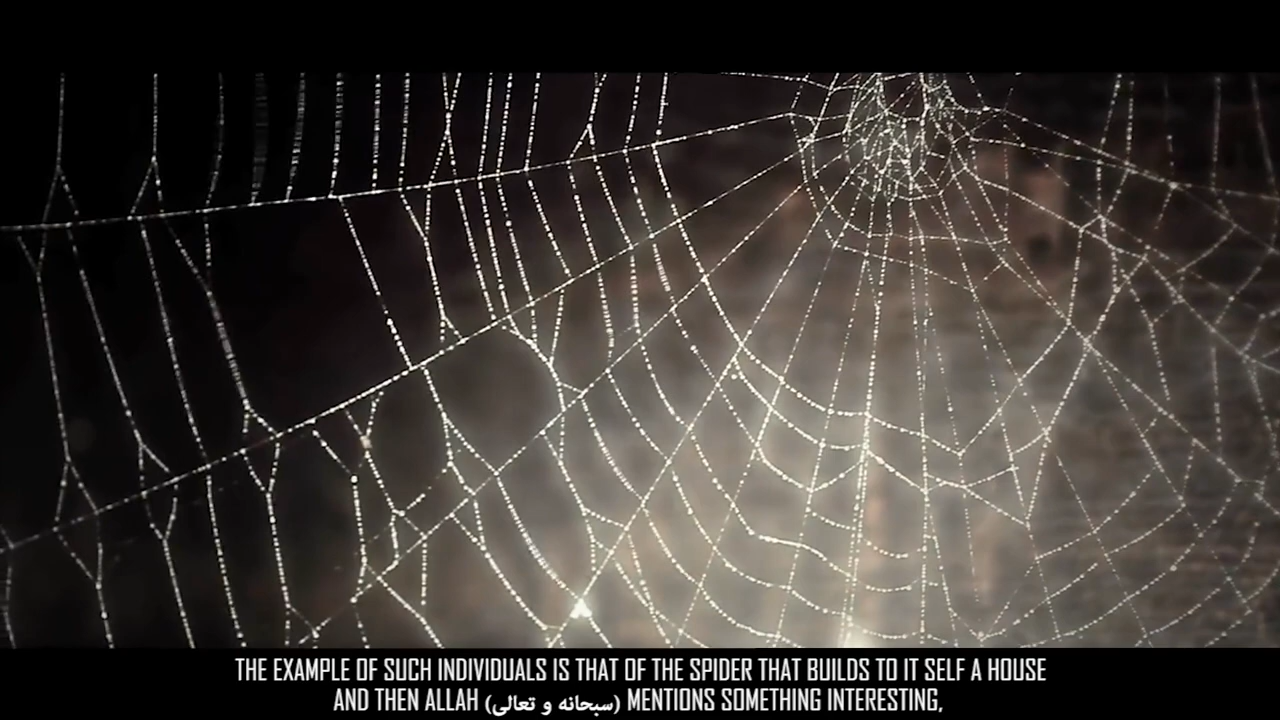 THE EXAMPLE OF SUCH INDIVIDUALS IS THAT OF THE SPIDER THAT BUILDS TO IT SELF A HOUSE
AND THEN ALLAH (سبحانه و تعالى) MENTIONS SOMETHING INTERESTING,